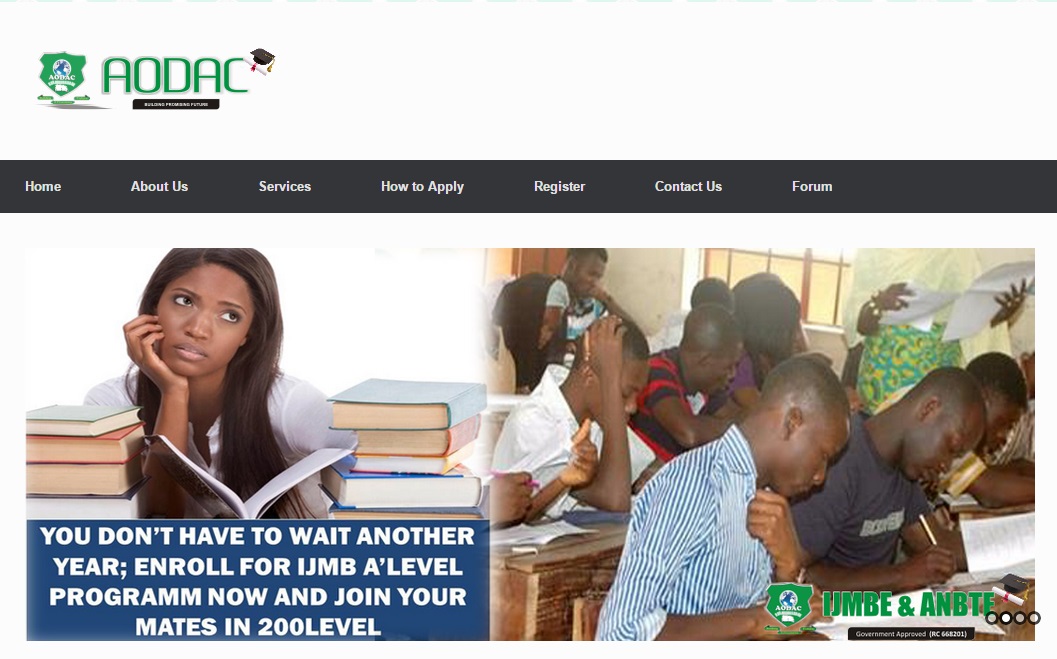 AODAC
AODAC
BUILDING PROMISING FUTURE
Home
About Us
Services
How to Apply
Register
Contact Us
Forum
YOU DON'T HAVE TO WAIT ANOTHER
YEAR; ENROLL FOR IJMB A'LEVEL
PROGRAMM NOW AND JOIN YOUR
MATES IN 200LEVEL
AODAC
IJMBE & ANBTE
Government Approved (RC 668201)